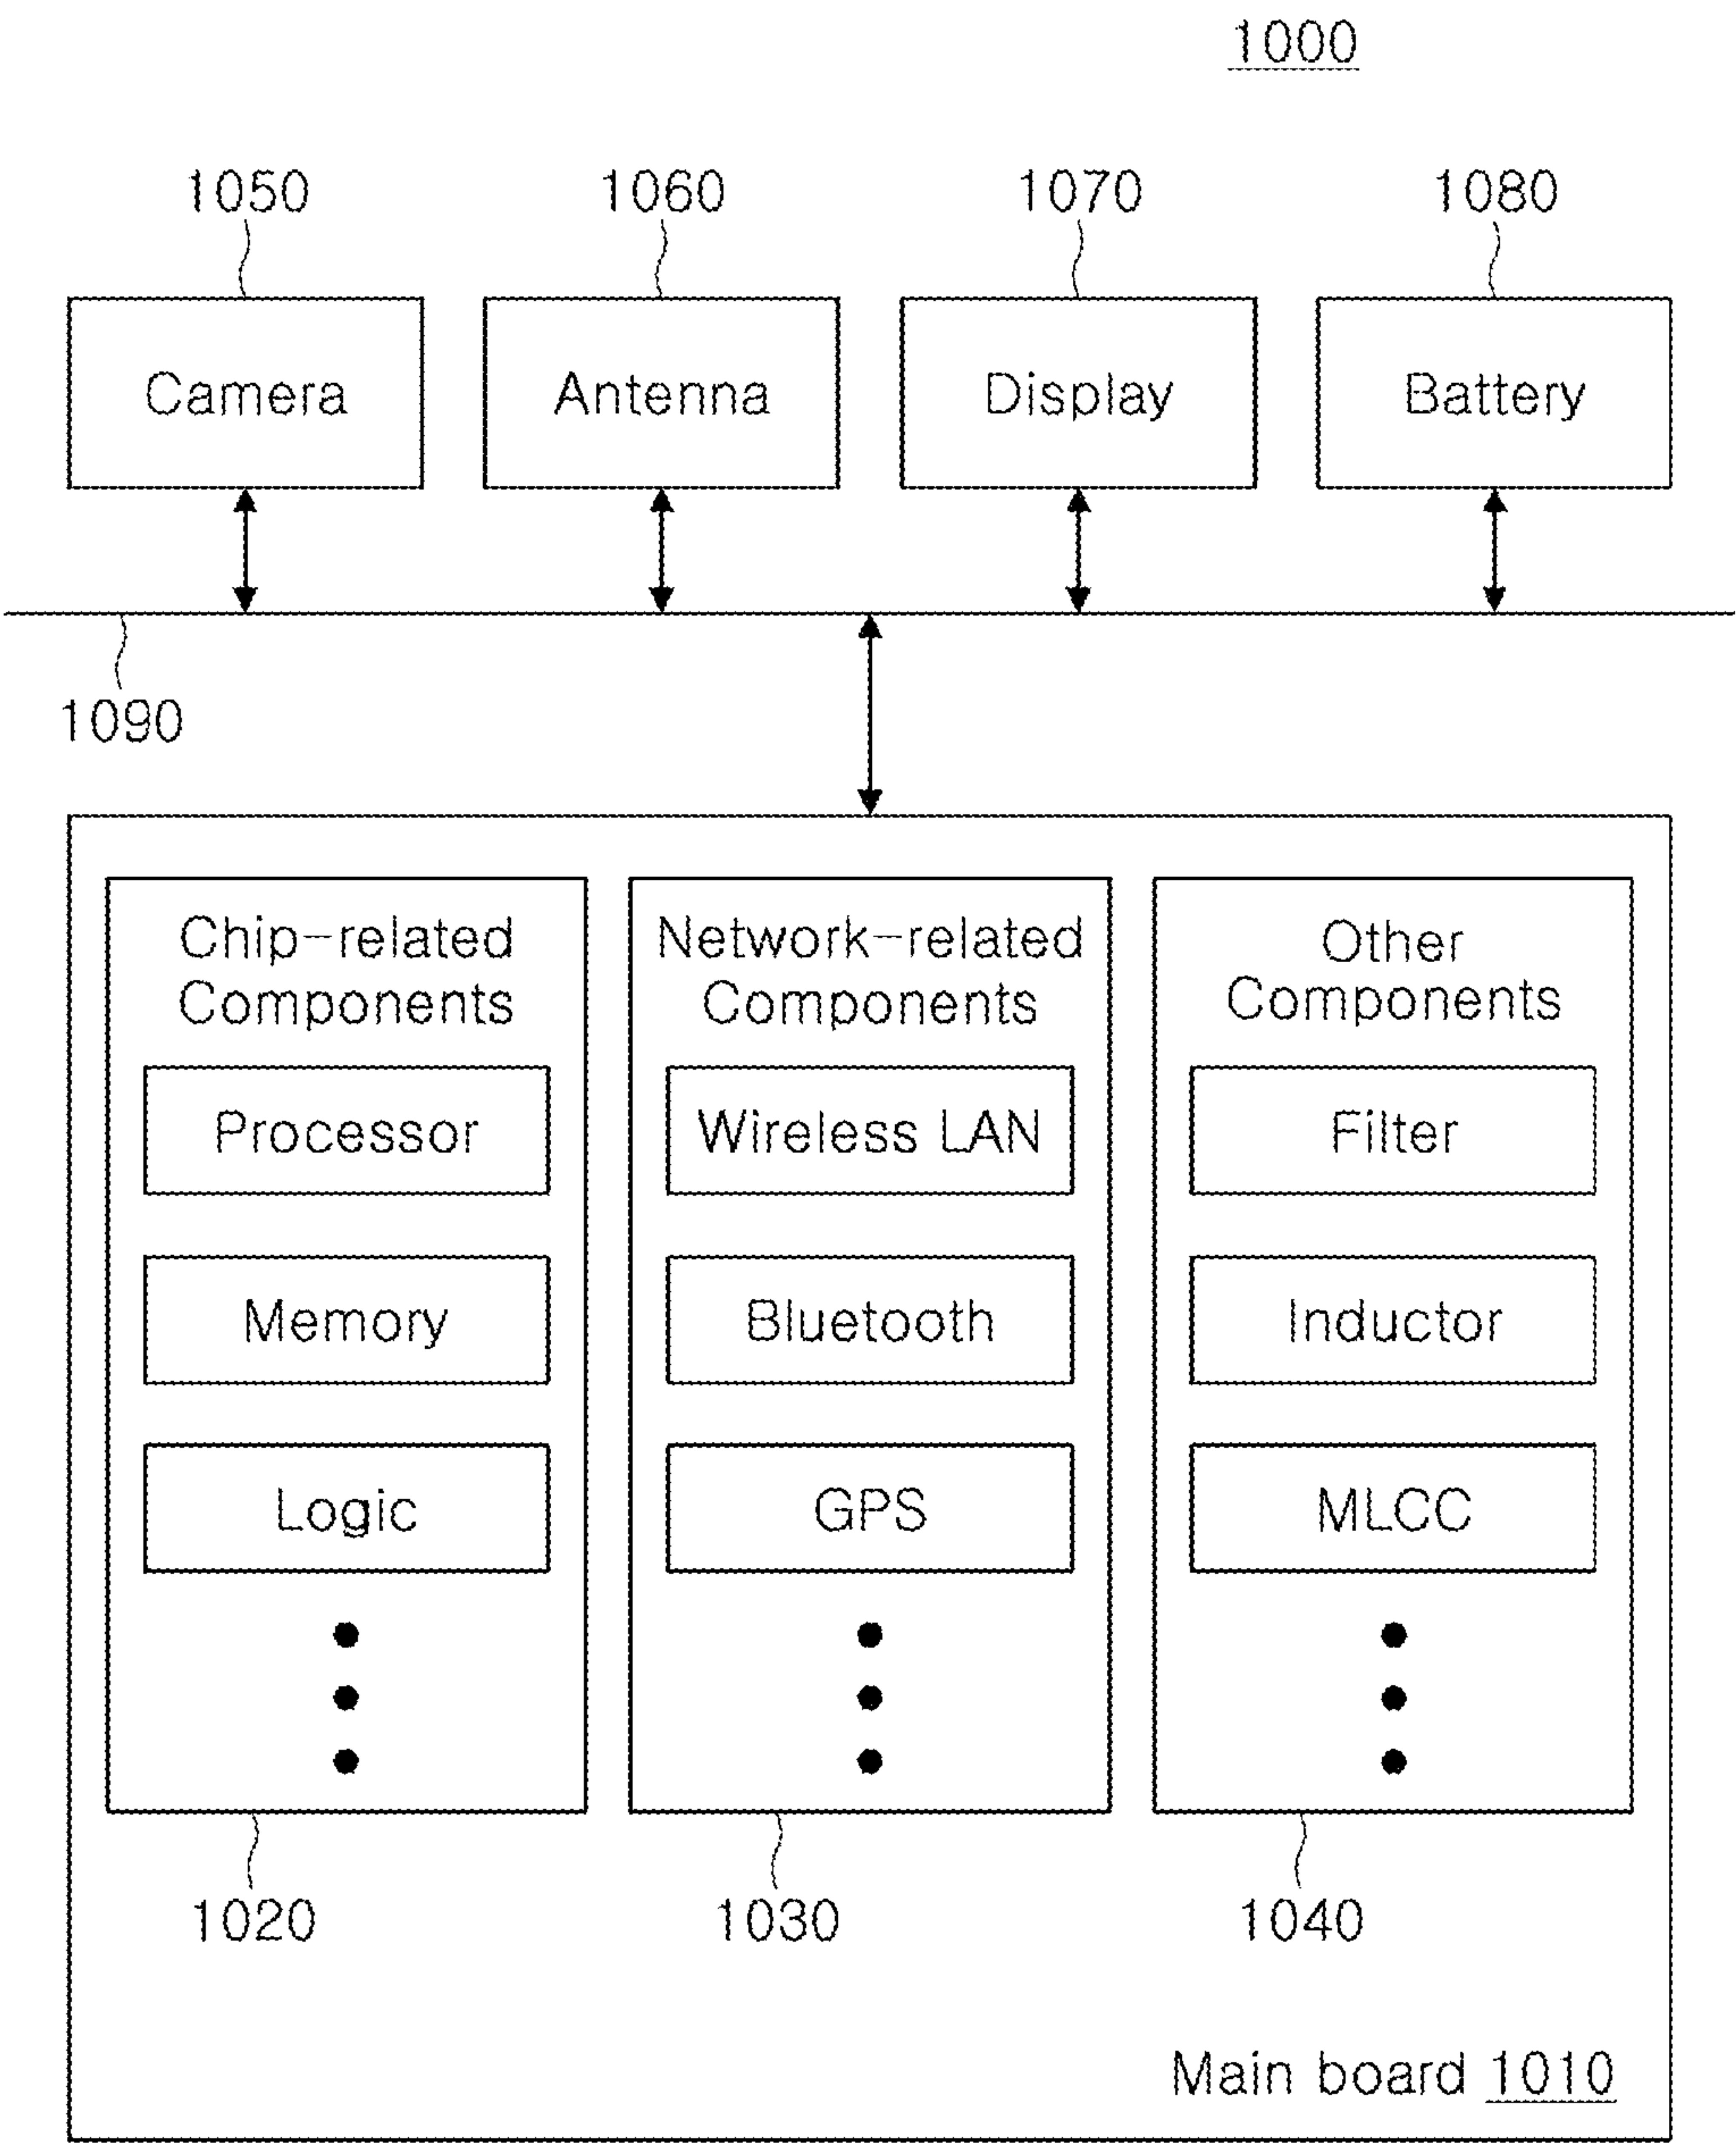 1000
1050 1060 1070 1080
Camera Antenna Display Battery
1090
Chip-related Components
Network-related Components
Other Components
Processor Wireless LAN Filter
Memory Bluetooth Inductor
Logic GPS MLCC
1020 1030 1040
Main board 1010